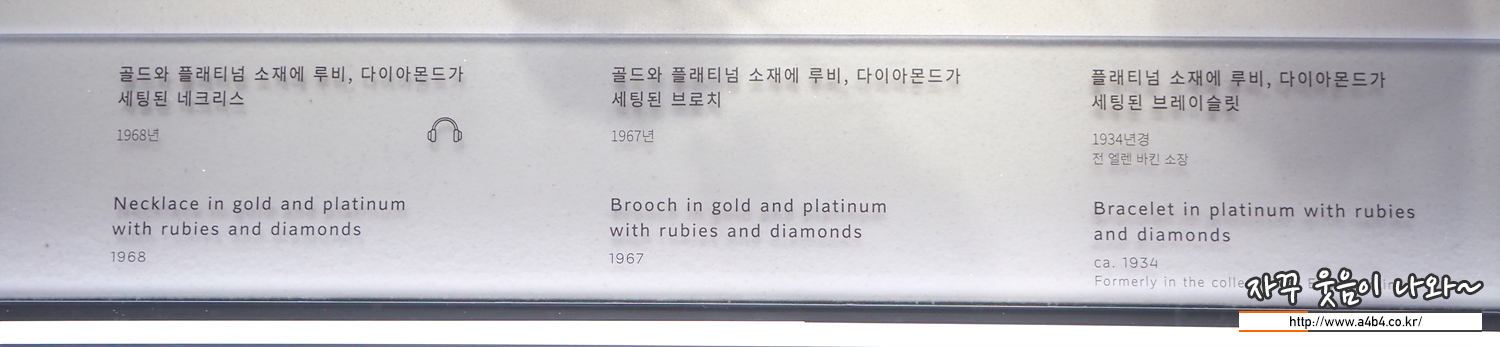 골드와 플래티넘 소재에 루비, 다이아몬드가
세팅된 네크리스
1968년
Necklace in gold and platinum
with rubies and diamonds
1968
골드와 플래티넘 소재에 루비, 다이아몬드가
세팅된 브로치
1967년
Brooch in gold and platinum
with rubies and diamonds
1967
플래티넘 소재에 루비, 다이아몬드가
세팅된 브레이슬릿
1934년경
전 엘렌 바킨 소장
Bracelet in platinum with rubies
and diamonds
ca. 1934
Formerly in the
자꾸 웃음이 나와~
http://www.a4b4.co.kr/